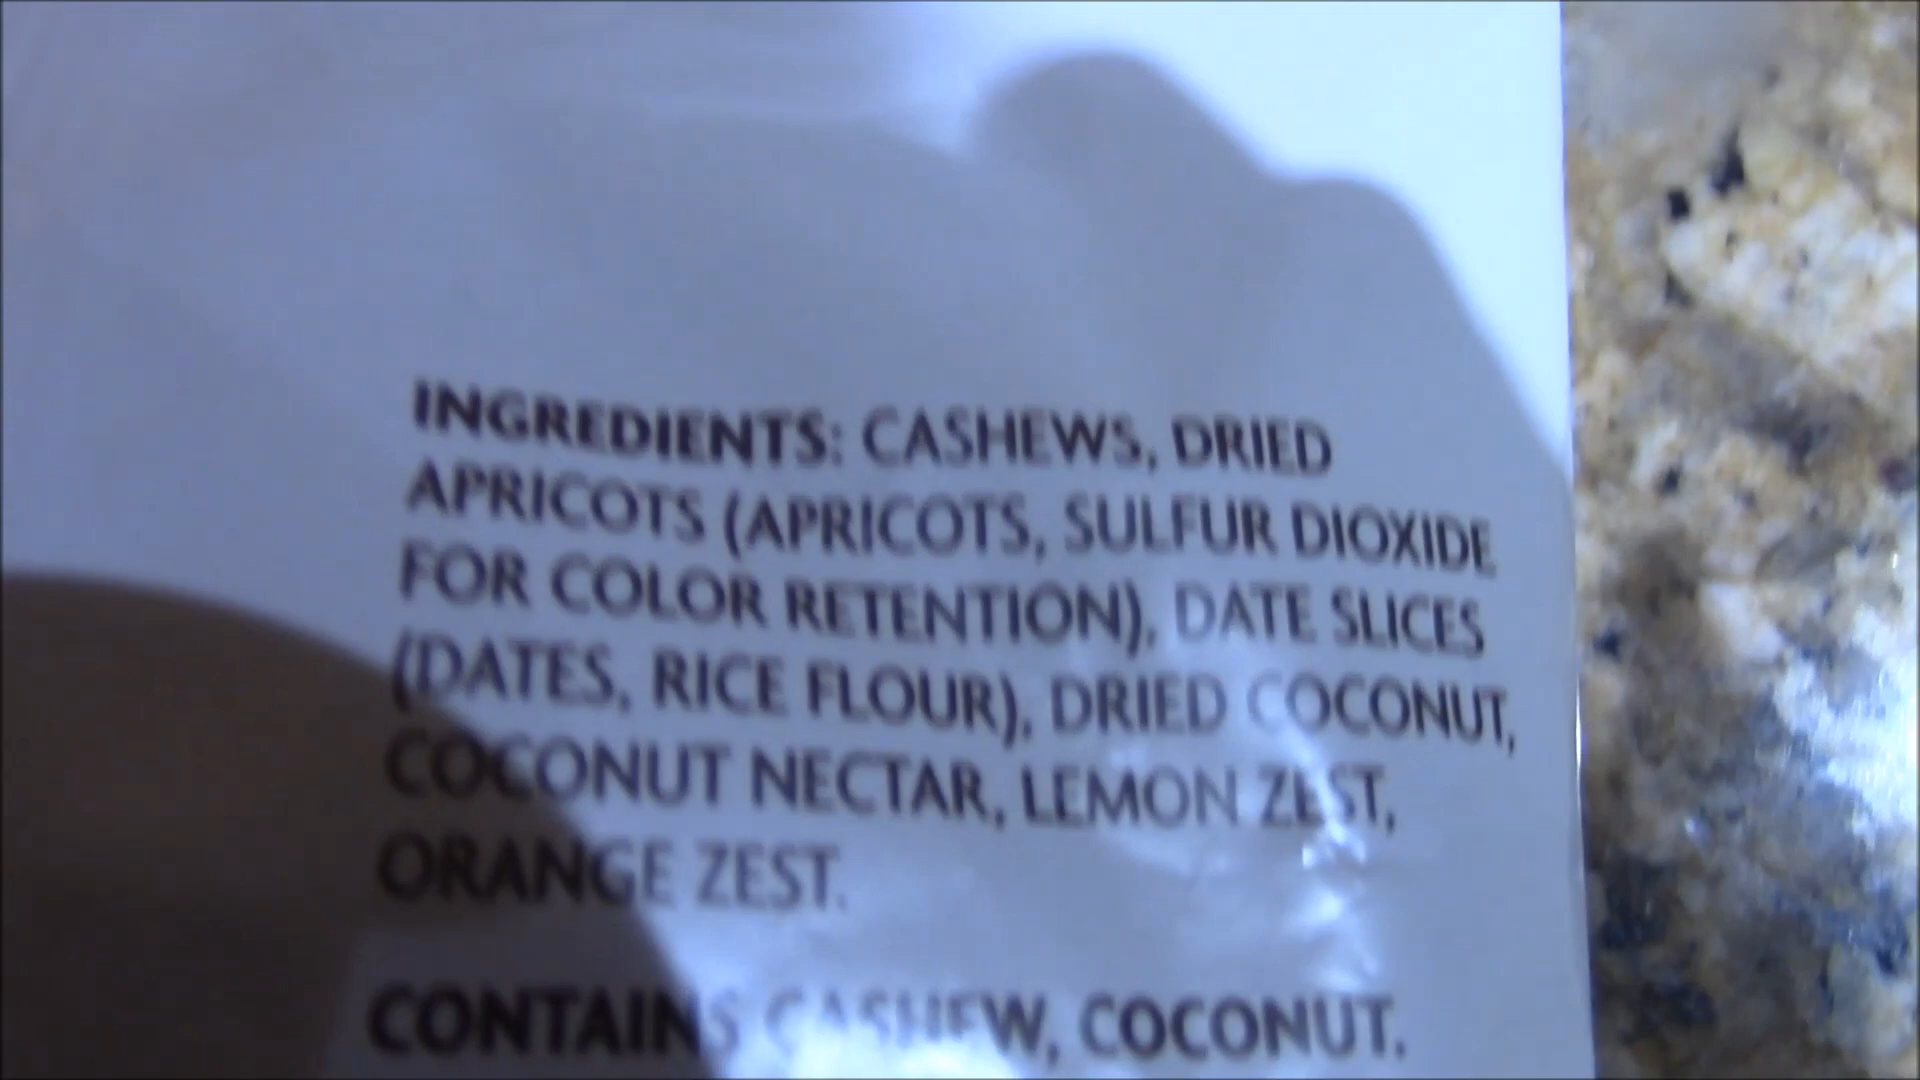 INGREDIENTS: CASHEWS, DRIED
APRICOTS (APRICOTS, SULFUR DIOXIDE
FOR COLOR RETENTION), DATE SLICES
(DATES, RICE FLOUR), DRIED COCONUT,
COCONUT NECTAR, LEMON ZEST,
ORANGE ZEST.
CONTAINS CASHEW, COCONUT.